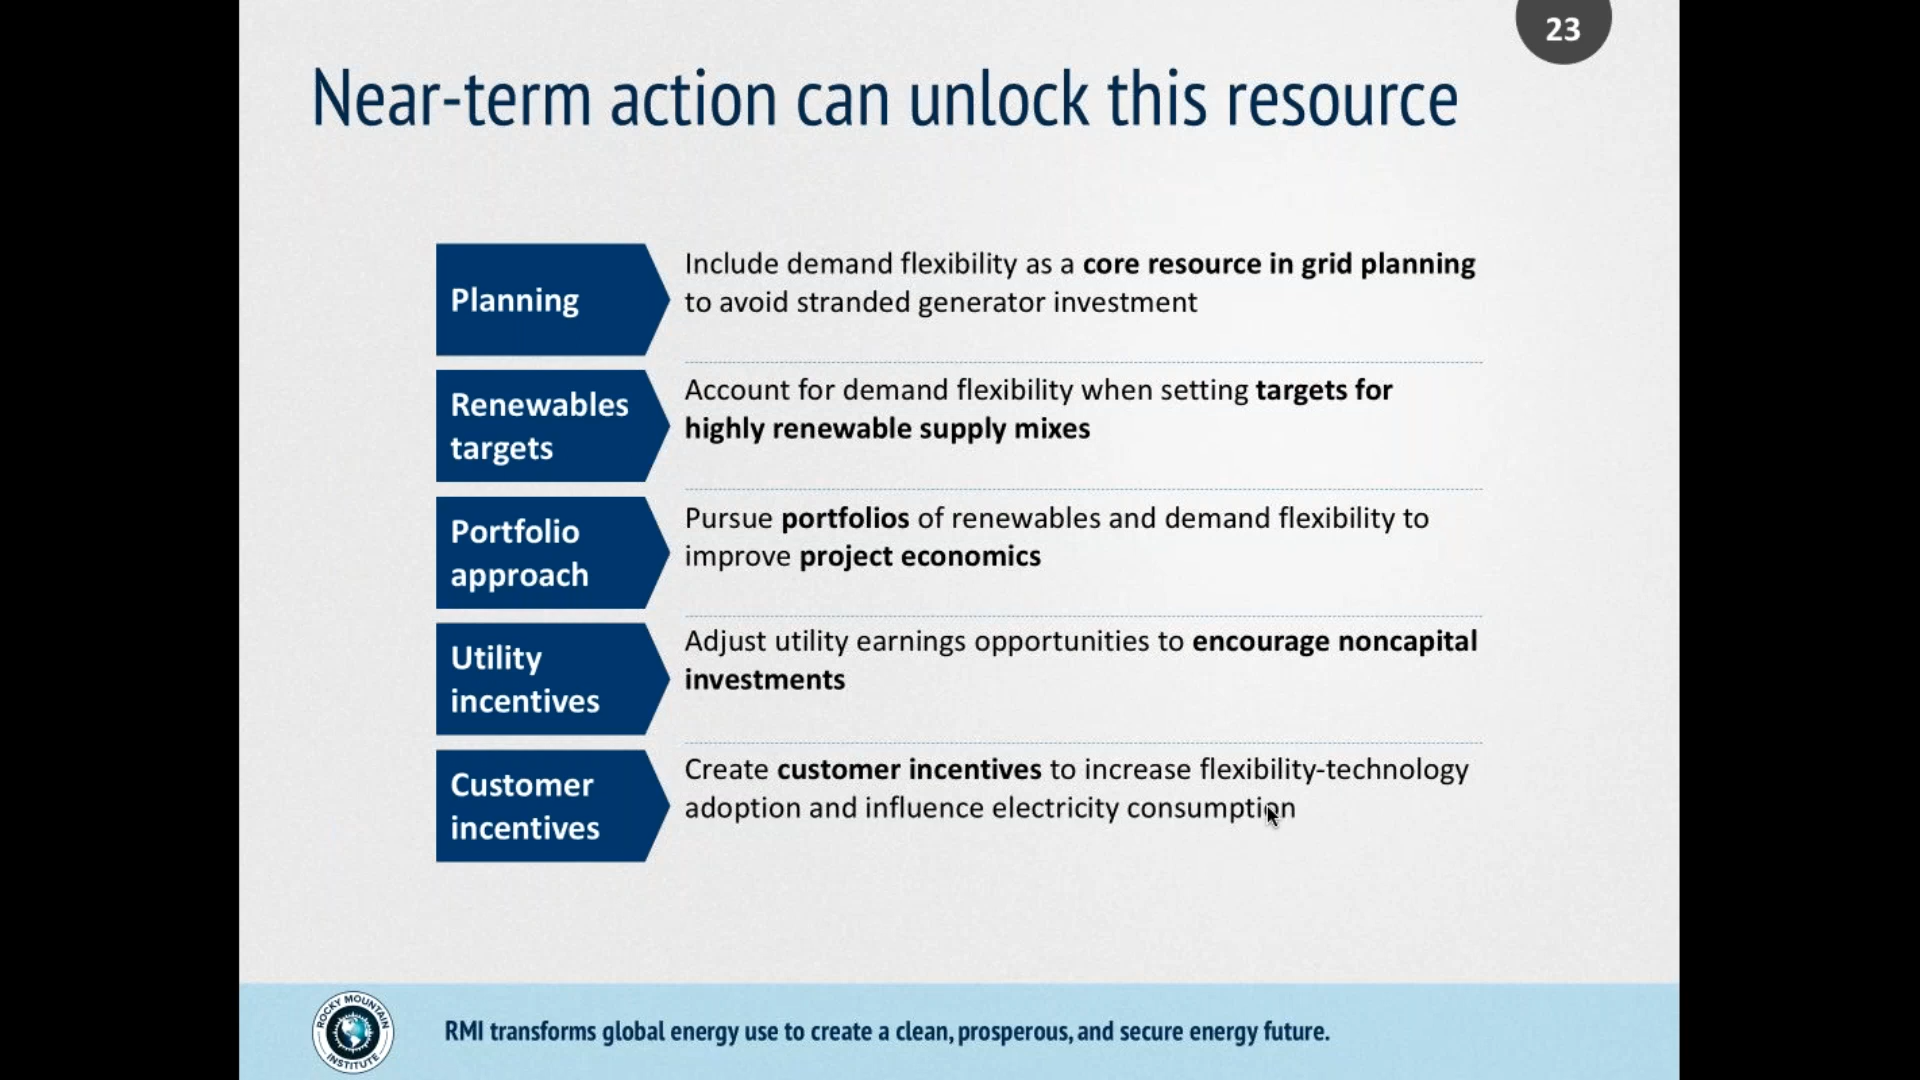 23
Near-term action can unlock this resource
Planning
Include demand flexibility as a core resource in grid planning
to avoid stranded generator investment
Renewables
targets
Account for demand flexibility when setting targets for
highly renewable supply mixes
Portfolio
approach
Pursue portfolios of renewables and demand flexibility to
improve project economics
Utility
incentives
Adjust utility earnings opportunities to encourage noncapital
investments
Customer
incentives
Create customer incentives to increase flexibility-technology
adoption and influence electricity consumption
ROCKY MOUNTAIN
INSTITUTE
RMI transforms global energy use to create a clean, prosperous, and secure energy future.